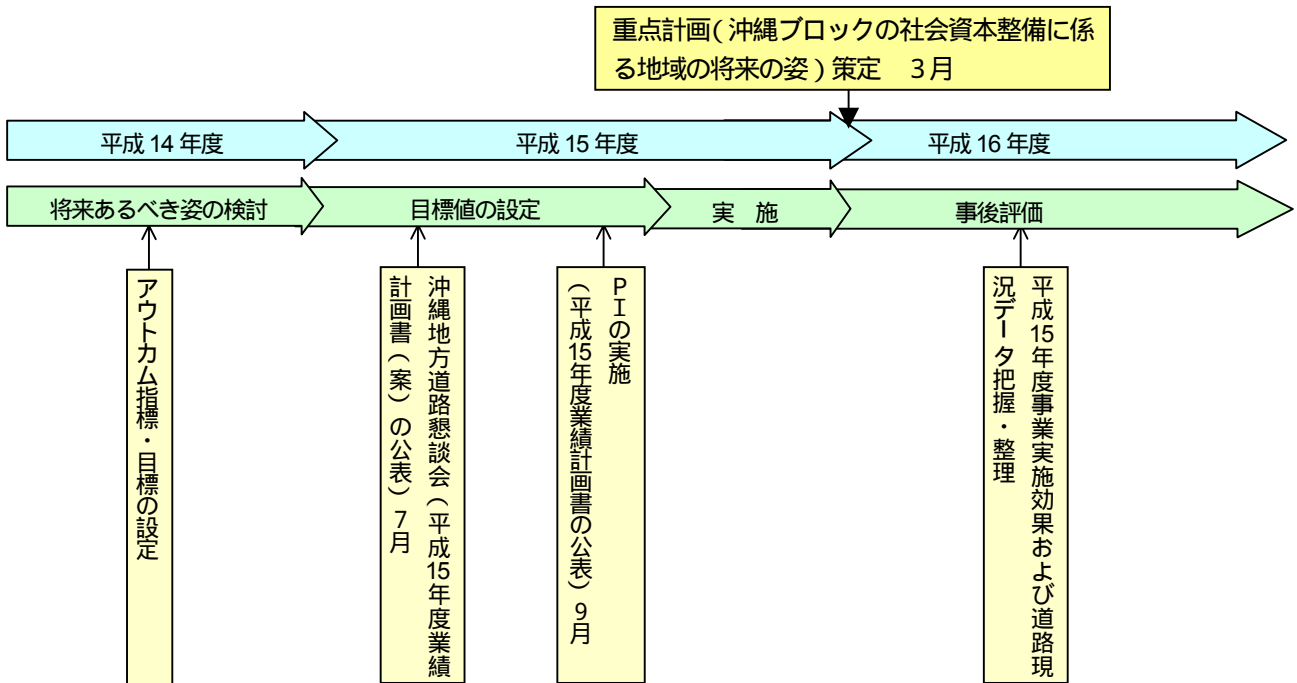 重点計画(沖縄ブロックの社会資本整備に係
る地域の将来の姿)策定　3月
平成 14 年度
平成 15 年度
平成 16 年度
将来あるべき姿の検討
目標値の設定
実　施
事後評価
アウトカム指標・目標の設定
沖縄地方道路懇談会(平成15年度業績
計画書(案)の公表)7月
PIの実施
(平成15年度業績計画書の公表)9月
平成15年度事業実施効果および道路現
況データ把握・整理